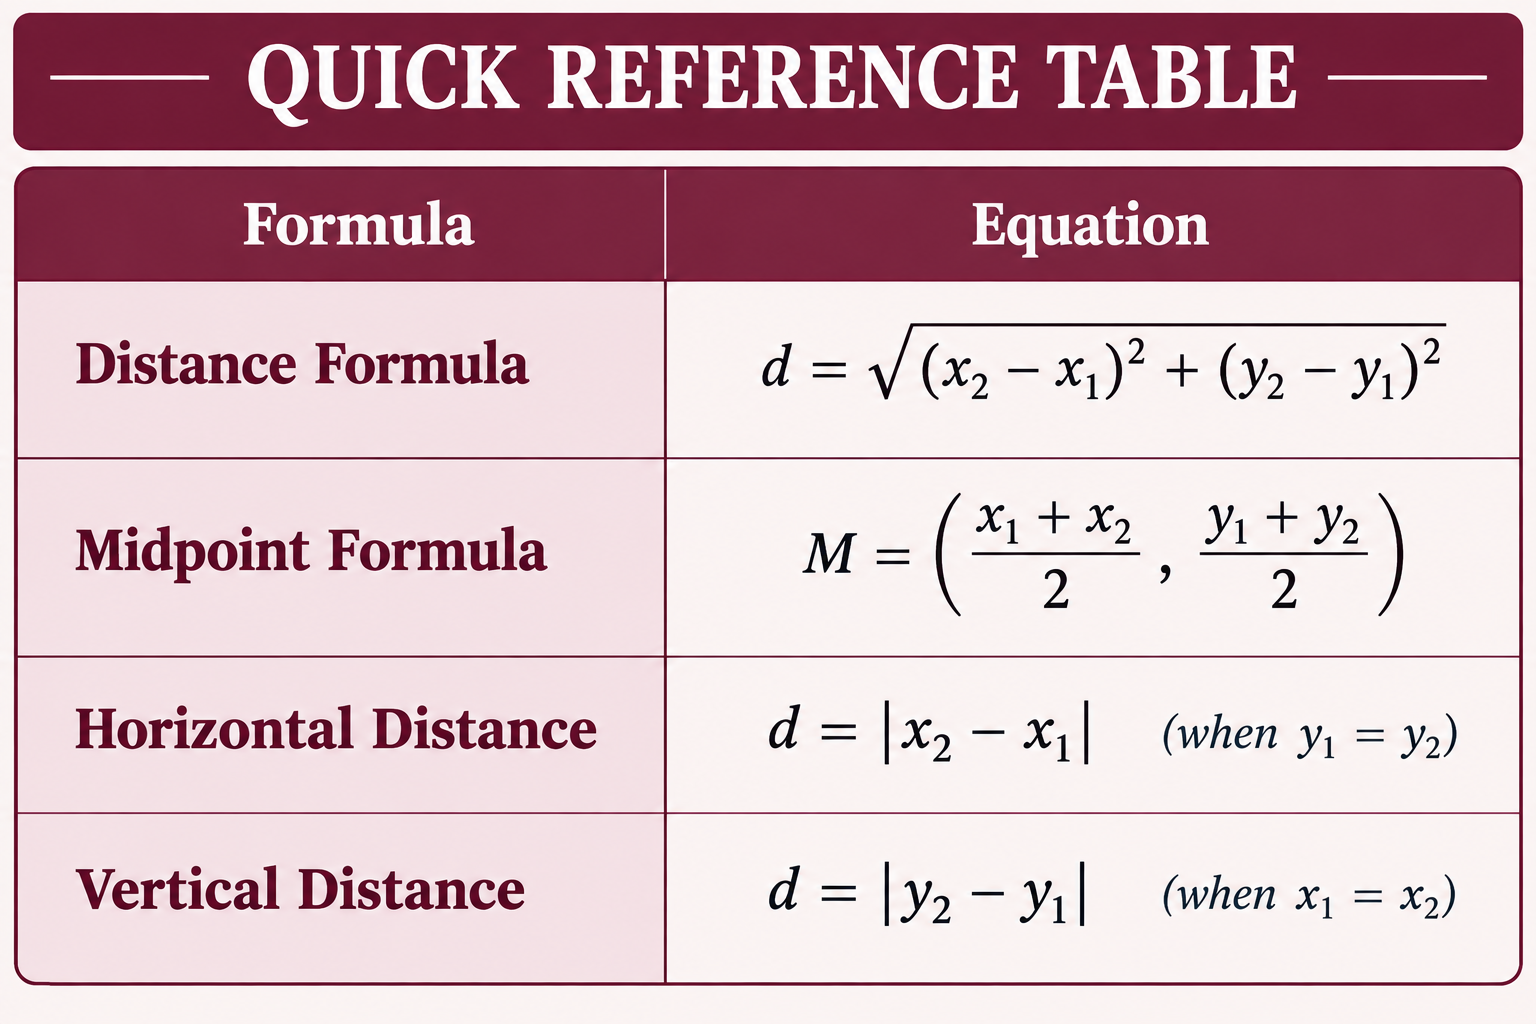 QUICK REFERENCE TABLE
Formula Equation
Distance Formula d = √(x₂ − x₁)² + (y₂ − y₁)²
Midpoint Formula M = ( x₁ + x₂ / 2 , y₁ + y₂ / 2 )
Horizontal Distance d = |x₂ − x₁| (when y₁ = y₂)
Vertical Distance d = |y₂ − y₁| (when x₁ = x₂)